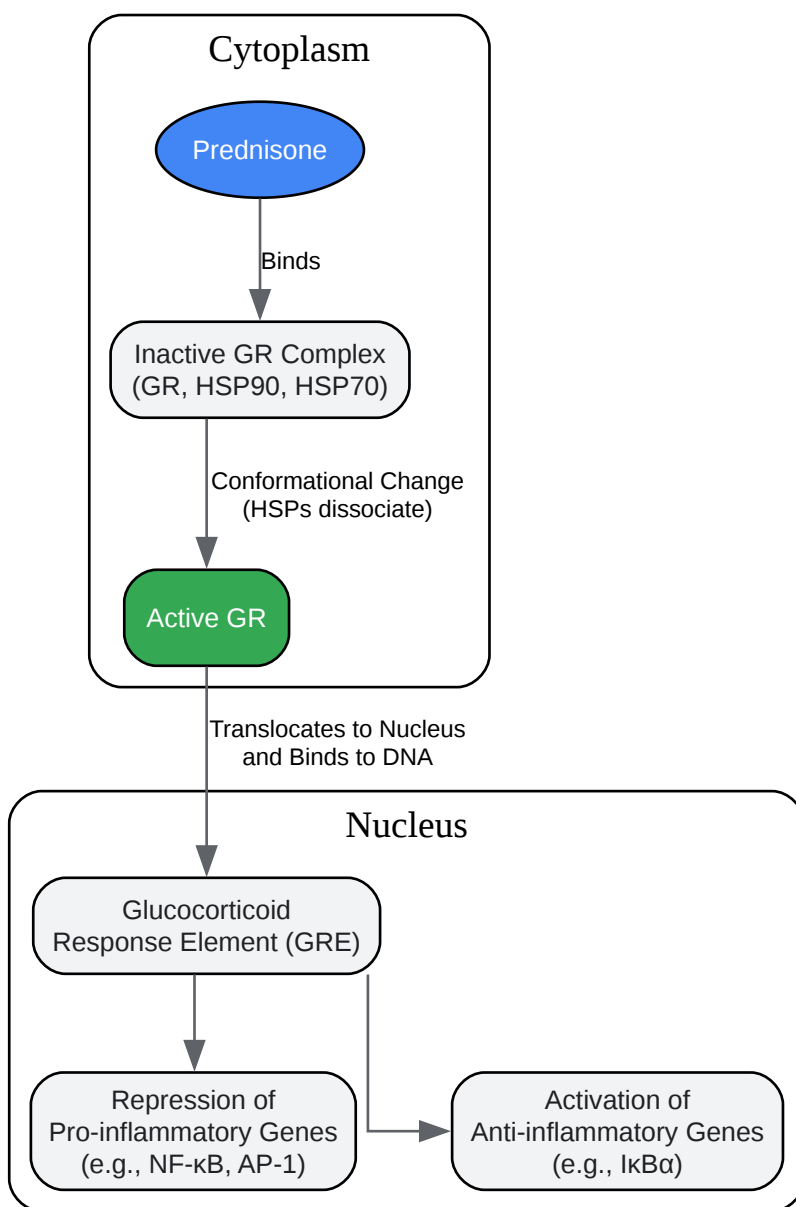 Cytoplasm
Prednisone
Binds
Inactive GR Complex
(GR, HSP90, HSP70)
Conformational Change
(HSPs dissociate)
Active GR
Translocates to Nucleus
and Binds to DNA
Nucleus
Glucocorticoid
Response Element (GRE)
Repression of
Pro-inflammatory Genes
(e.g., NF-κB, AP-1)
Activation of
Anti-inflammatory Genes
(e.g., IκBα)